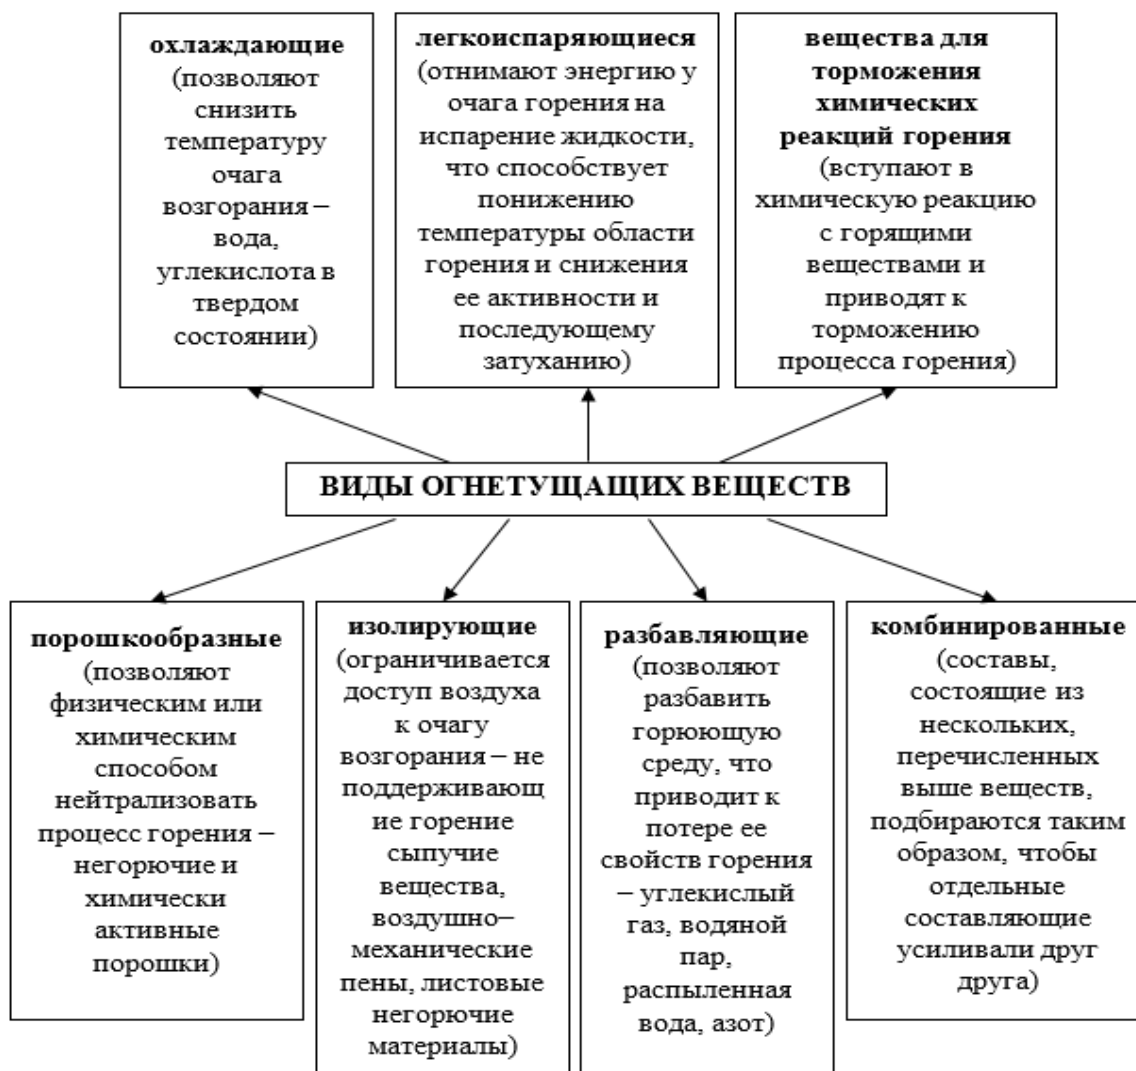 охлаждающие
(позволяют
снизить
температуру
очага
возгорания –
вода,
углекислота в
твердом
состоянии)
легкоиспаряющиеся
(отнимают энергию у
очага горения на
испарение жидкости,
что способствует
понижению
температуры области
горения и снижения
ее активности и
последующему
затуханию)
вещества для
торможения
химических
реакций горения
(вступают в
химическую реакцию
с горящими
веществами и
приводят к
торможению
процесса горения)
ВИДЫ ОГНЕТУЩАЩИХ ВЕЩЕСТВ
порошкообразные
(позволяют
физическим или
химическим
способом
нейтрализовать
процесс горения –
негорючие и
химически
активные
порошки)
изолирующие
(ограничивается
доступ воздуха
к очагу
возгорания – не
поддерживающ
ие горение
сыпучие
вещества,
воздушно–
механические
пены, листовые
негорючие
материалы)
разбавляющие
(позволяют
разбавить
горюющую
среду, что
приводит к
потере ее
свойств горения
– углекислый
газ, водяной
пар,
распыленная
вода, азот)
комбинированные
(составы,
состоящие из
нескольких,
перечисленных
выше веществ,
подбираются таким
образом, чтобы
отдельные
составляющие
усиливали друг
друга)